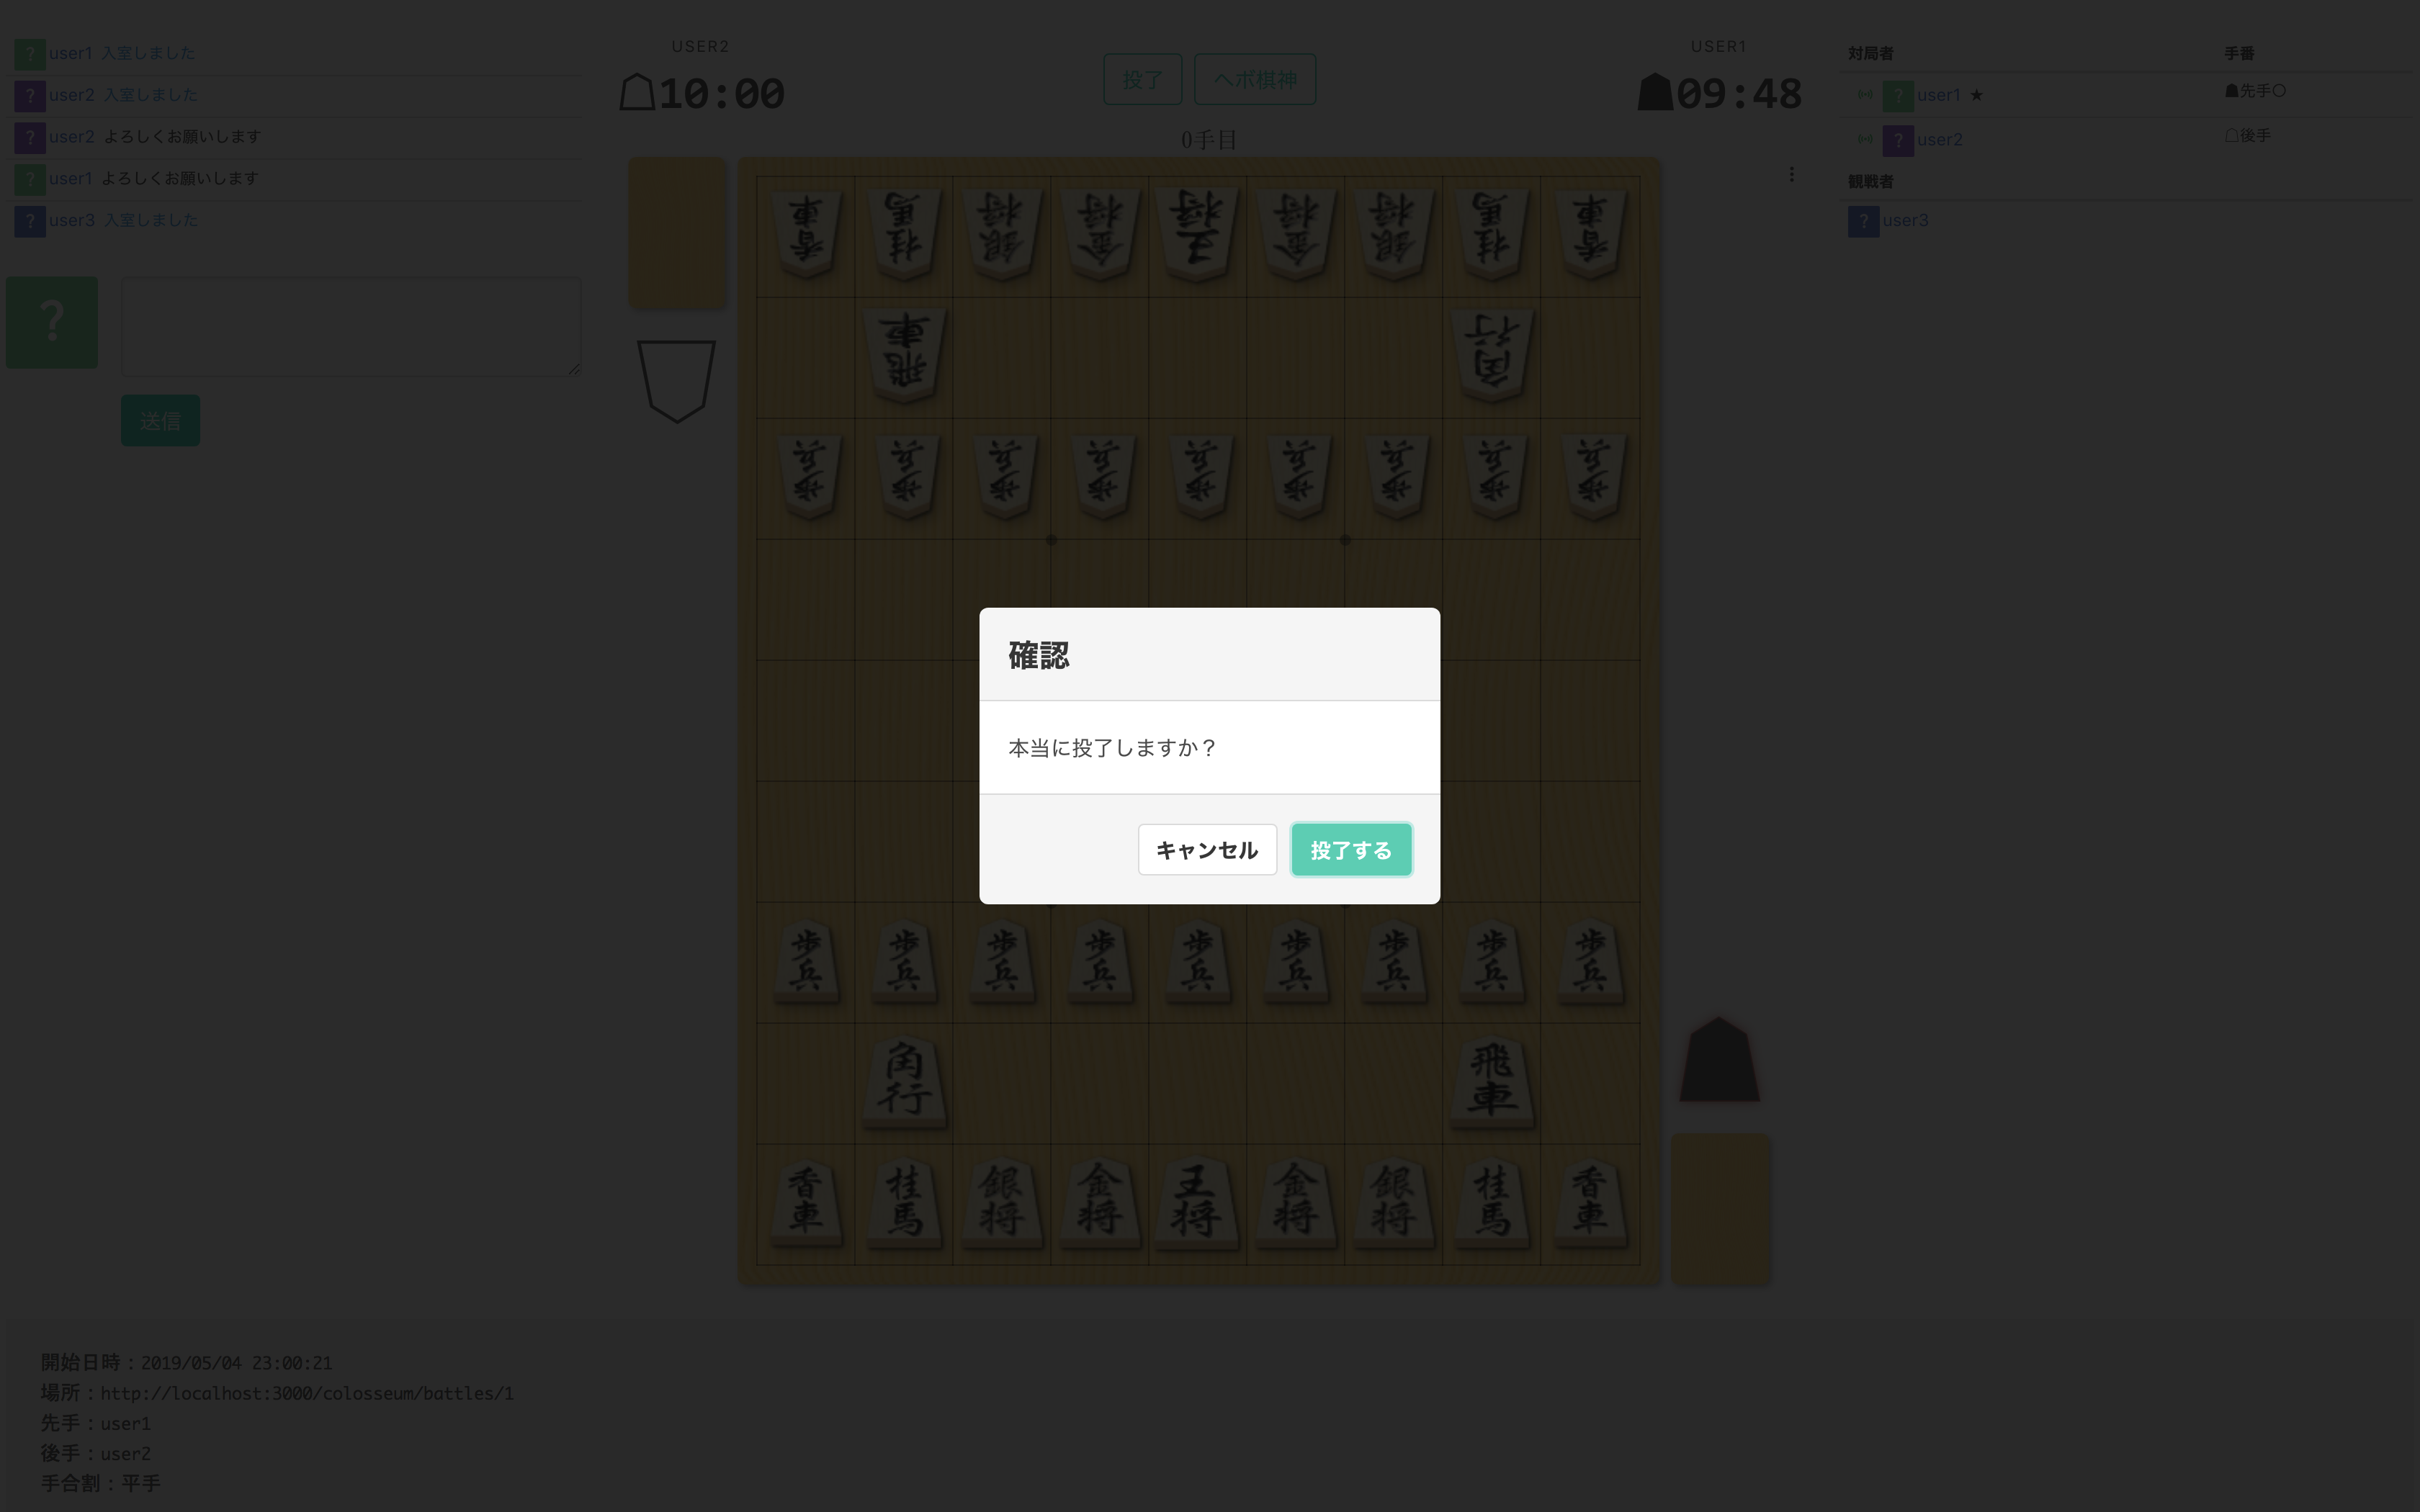 ? user1 入室しました
? user2 入室しました
? user2 よろしくお願いします
? user1 よろしくお願いします
? user3 入室しました
?
送信
USER2
10:00
投了
ヘボ棋神
USER1
09:48
0手目
香車 桂馬 銀将 金将 王将 金将 銀将 桂馬 香車
飛車 角行
歩兵 歩兵 歩兵 歩兵 歩兵 歩兵 歩兵 歩兵 歩兵
確認
本当に投了しますか？
キャンセル
投了する
歩兵 歩兵 歩兵 歩兵 歩兵 歩兵 歩兵 歩兵 歩兵
角行 飛車
香車 桂馬 銀将 金将 王将 金将 銀将 桂馬 香車
対局者 手番
? user1 ★ ☗先手○
? user2 ☖後手
観戦者
? user3
開始日時：2019/05/04 23:00:21
場所：http://localhost:3000/colosseum/battles/1
先手：user1
後手：user2
手合割：平手